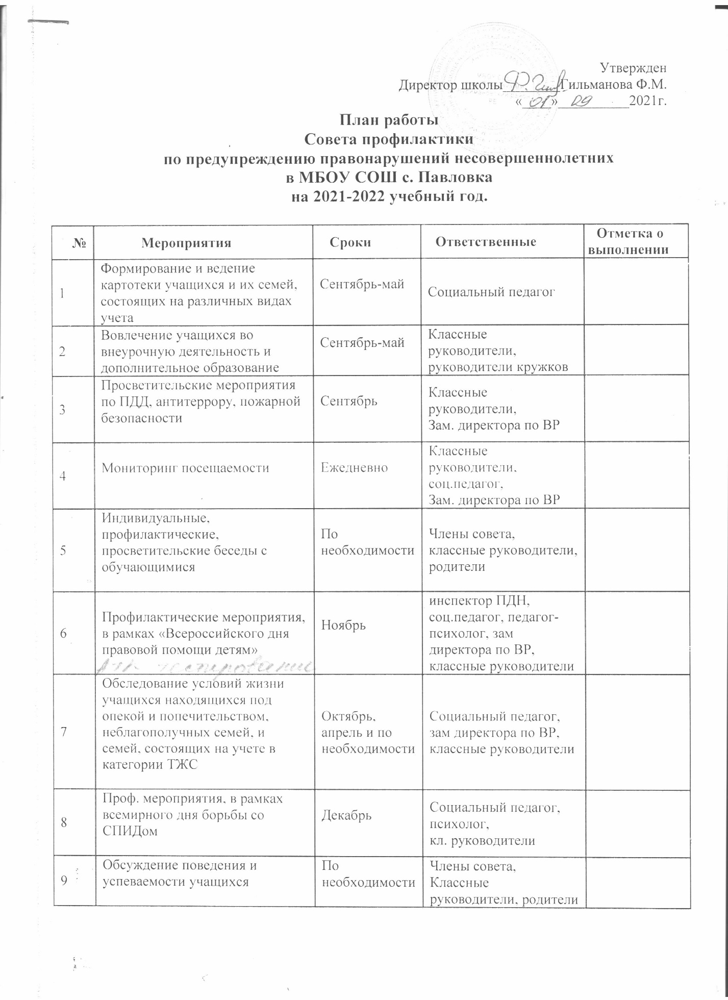 Утвержден
Директор школы________Гильманова Ф.М.
«_01_»__09________2021г.
План работы
Совета профилактики
по предупреждению правонарушений несовершеннолетних
в МБОУ СОШ с. Павловка
на 2021-2022 учебный год.
№ Мероприятия Сроки Ответственные Отметка о
выполнении
1
Формирование и ведение
картотеки учащихся и их семей,
состоящих на различных видах
учета
Сентябрь-май
Социальный педагог
2
Вовлечение учащихся во
внеурочную деятельность и
дополнительное образование
Сентябрь-май
Классные
руководители,
руководители кружков
3
Просветительские мероприятия
по ПДД, антитеррору, пожарной
безопасности
Сентябрь
Классные
руководители,
Зам. директора по ВР
4
Мониторинг посещаемости
Ежедневно
Классные
руководители,
соц.педагог,
Зам. директора по ВР
5
Индивидуальные,
профилактические,
просветительские беседы с
обучающимися
По
необходимости
Члены совета,
классные руководители,
родители
6
Профилактические мероприятия,
в рамках «Всероссийского дня
правовой помощи детям»
тестирование
Ноябрь
инспектор ПДН,
соц.педагог, педагог-
психолог, зам
директора по ВР,
классные руководители
7
Обследование условий жизни
учащихся находящихся под
опекой и попечительством,
неблагополучных семей, и
семей, состоящих на учете в
категории ТЖС
Октябрь,
апрель и по
необходимости
Социальный педагог,
зам директора по ВР,
классные руководители
8
Проф. мероприятия, в рамках
всемирного дня борьбы со
СПИДом
Декабрь
Социальный педагог,
психолог,
кл. руководители
9
Обсуждение поведения и
успеваемости учащихся
По
необходимости
Члены совета,
Классные
руководители, родители